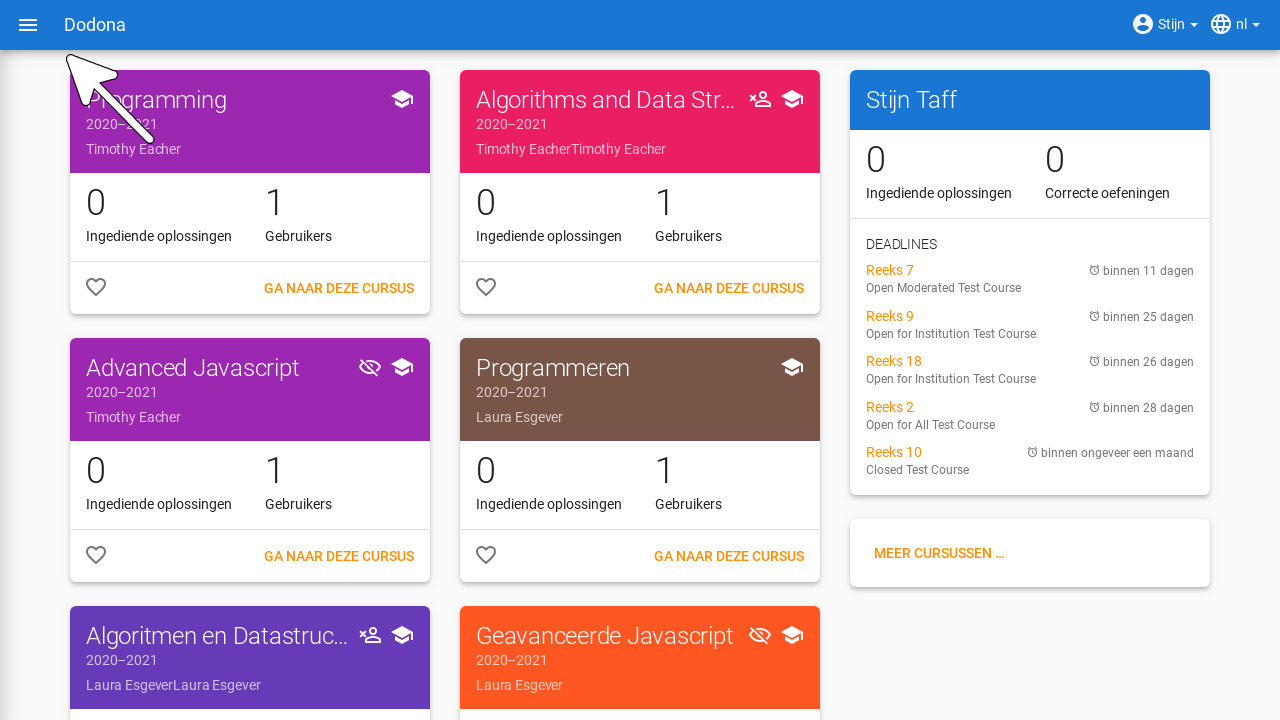 Dodona
Stijn
nl
Programming
2020–2021
Timothy Eacher
0
1
Ingediende oplossingen
Gebruikers
GA NAAR DEZE CURSUS
Algorithms and Data Str...
2020–2021
Timothy EacherTimothy Eacher
0
1
Ingediende oplossingen
Gebruikers
GA NAAR DEZE CURSUS
Advanced Javascript
2020–2021
Timothy Eacher
0
1
Ingediende oplossingen
Gebruikers
GA NAAR DEZE CURSUS
Programmeren
2020–2021
Laura Esgever
0
1
Ingediende oplossingen
Gebruikers
GA NAAR DEZE CURSUS
Algoritmen en Datastruc...
2020–2021
Laura EsgeverLaura Esgever
Geavanceerde Javascript
2020–2021
Laura Esgever
Stijn Taff
0
0
Ingediende oplossingen
Correcte oefeningen
DEADLINES
Reeks 7
binnen 11 dagen
Open Moderated Test Course
Reeks 9
binnen 25 dagen
Open for Institution Test Course
Reeks 18
binnen 26 dagen
Open for Institution Test Course
Reeks 2
binnen 28 dagen
Open for All Test Course
Reeks 10
binnen ongeveer een maand
Closed Test Course
MEER CURSUSSEN ...